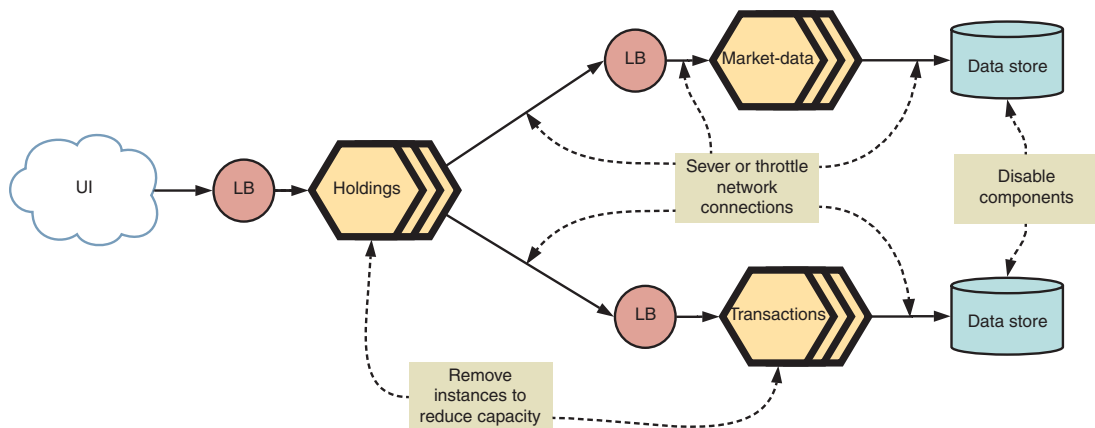 LB
Market-data
Data store
UI
LB
Holdings
Sever or throttle
network
connections
Disable
components
LB
Transactions
Data store
Remove
instances to
reduce capacity